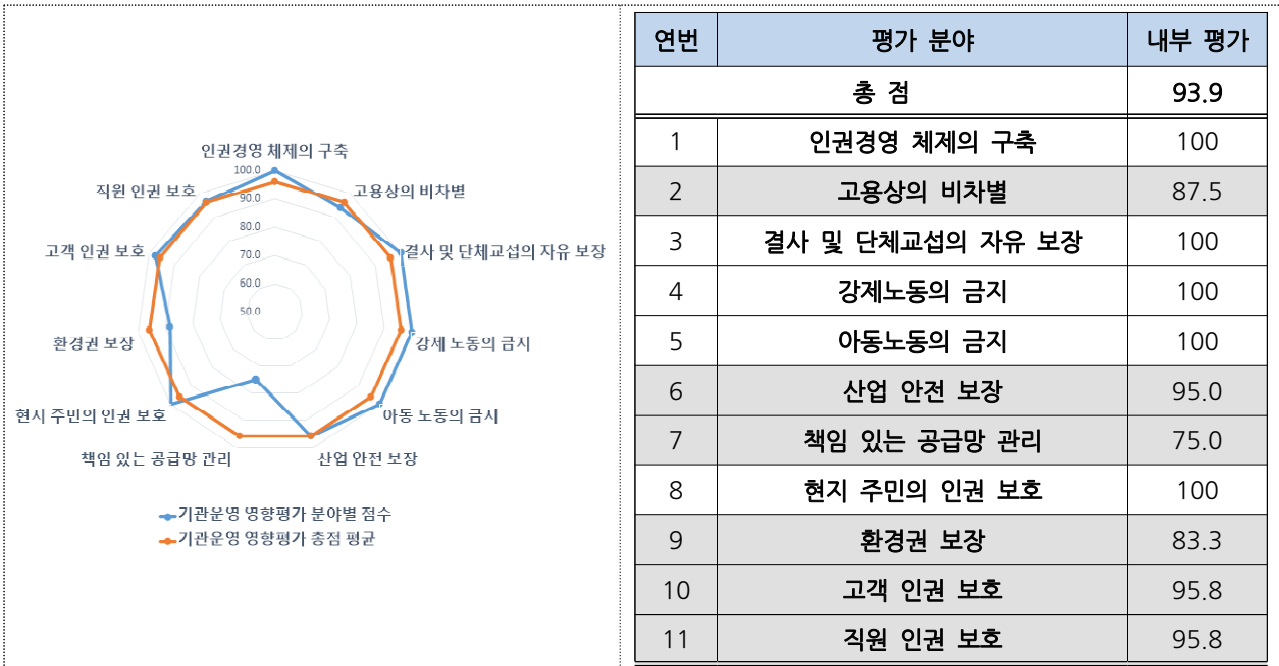 인권경영 체제의 구축
100.0
직원 인권 보호
90.0
고용상의 비차별
80.0
고객 인권 보호
결사 및 단체교섭의 자유 보장
70.0
60.0
50.0
환경권 보장
강제 노동의 금지
현지 주민의 인권 보호
아동 노동의 금지
책임 있는 공급망 관리
산업 안전 보장
기관운영 영향평가 분야별 점수
기관운영 영향평가 총점 평균
연번 평가 분야 내부 평가
총 점 93.9
1 인권경영 체제의 구축 100
2 고용상의 비차별 87.5
3 결사 및 단체교섭의 자유 보장 100
4 강제노동의 금지 100
5 아동노동의 금지 100
6 산업 안전 보장 95.0
7 책임 있는 공급망 관리 75.0
8 현지 주민의 인권 보호 100
9 환경권 보장 83.3
10 고객 인권 보호 95.8
11 직원 인권 보호 95.8